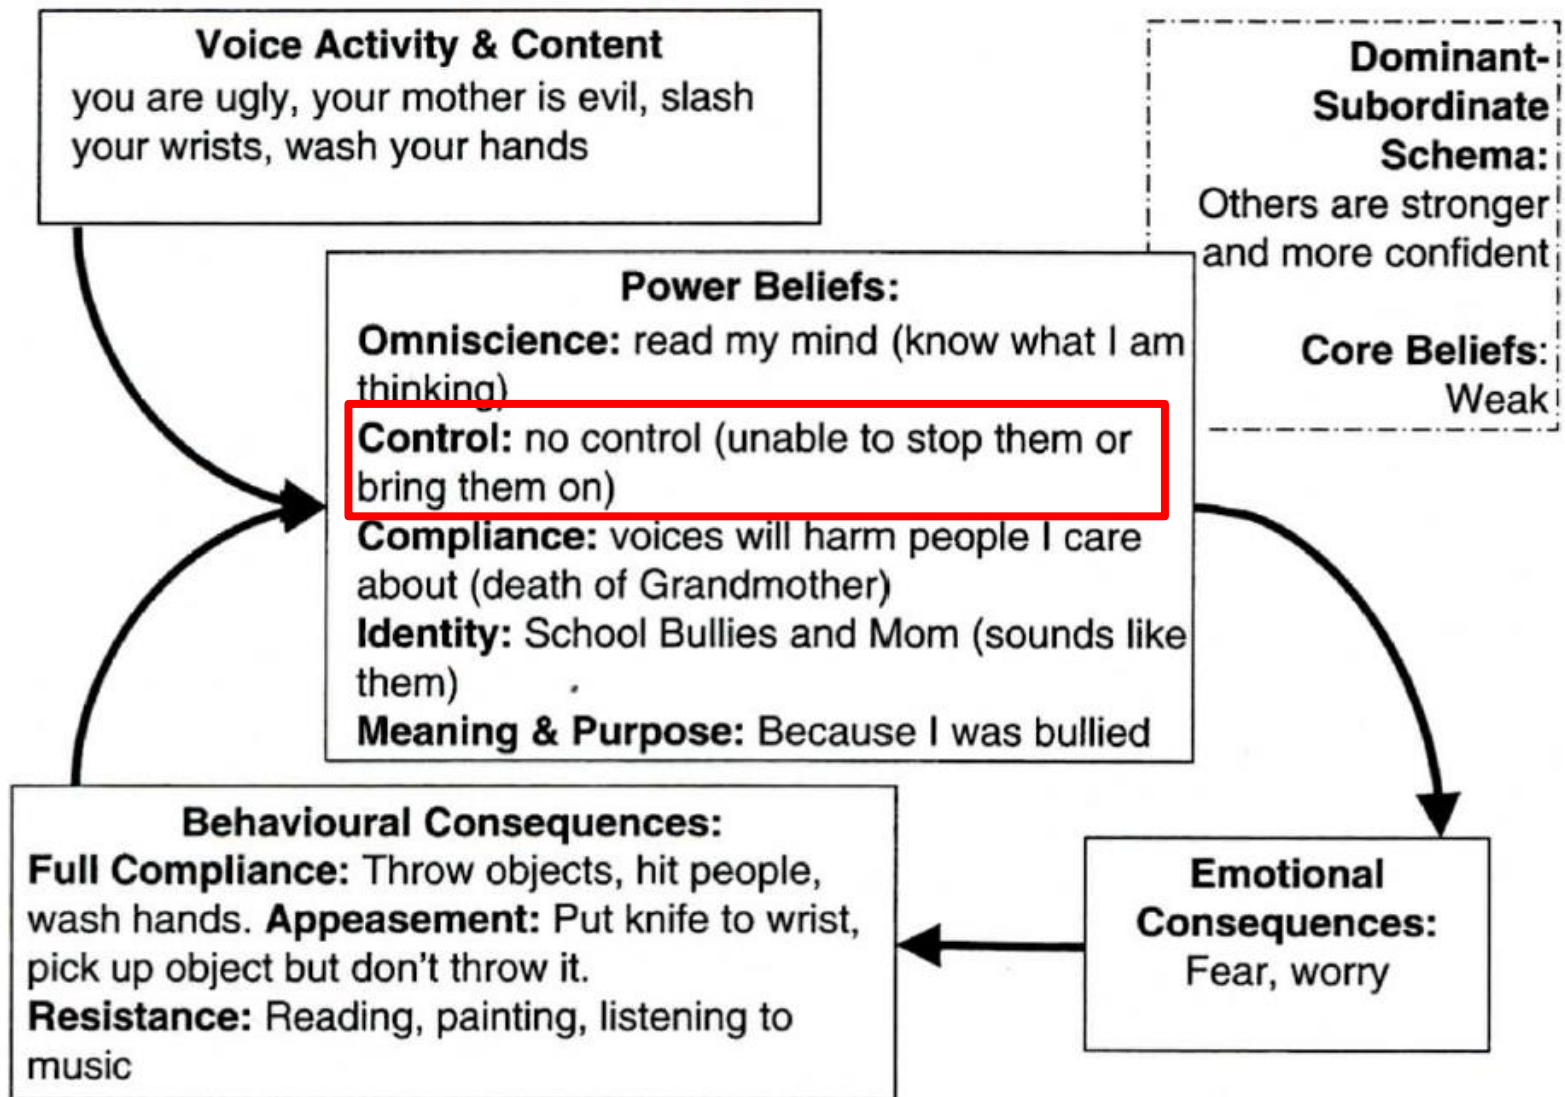 Voice Activity & Content
you are ugly, your mother is evil, slash
your wrists, wash your hands
Dominant-
Subordinate
Schema:
Others are stronger
and more confident
Core Beliefs:
Weak
Power Beliefs:
Omniscience: read my mind (know what I am
thinking)
Control: no control (unable to stop them or
bring them on)
Compliance: voices will harm people I care
about (death of Grandmother)
Identity: School Bullies and Mom (sounds like
them)
Meaning & Purpose: Because I was bullied
Emotional
Consequences:
Fear, worry
Behavioural Consequences:
Full Compliance: Throw objects, hit people,
wash hands. Appeasement: Put knife to wrist,
pick up object but don't throw it.
Resistance: Reading, painting, listening to
music